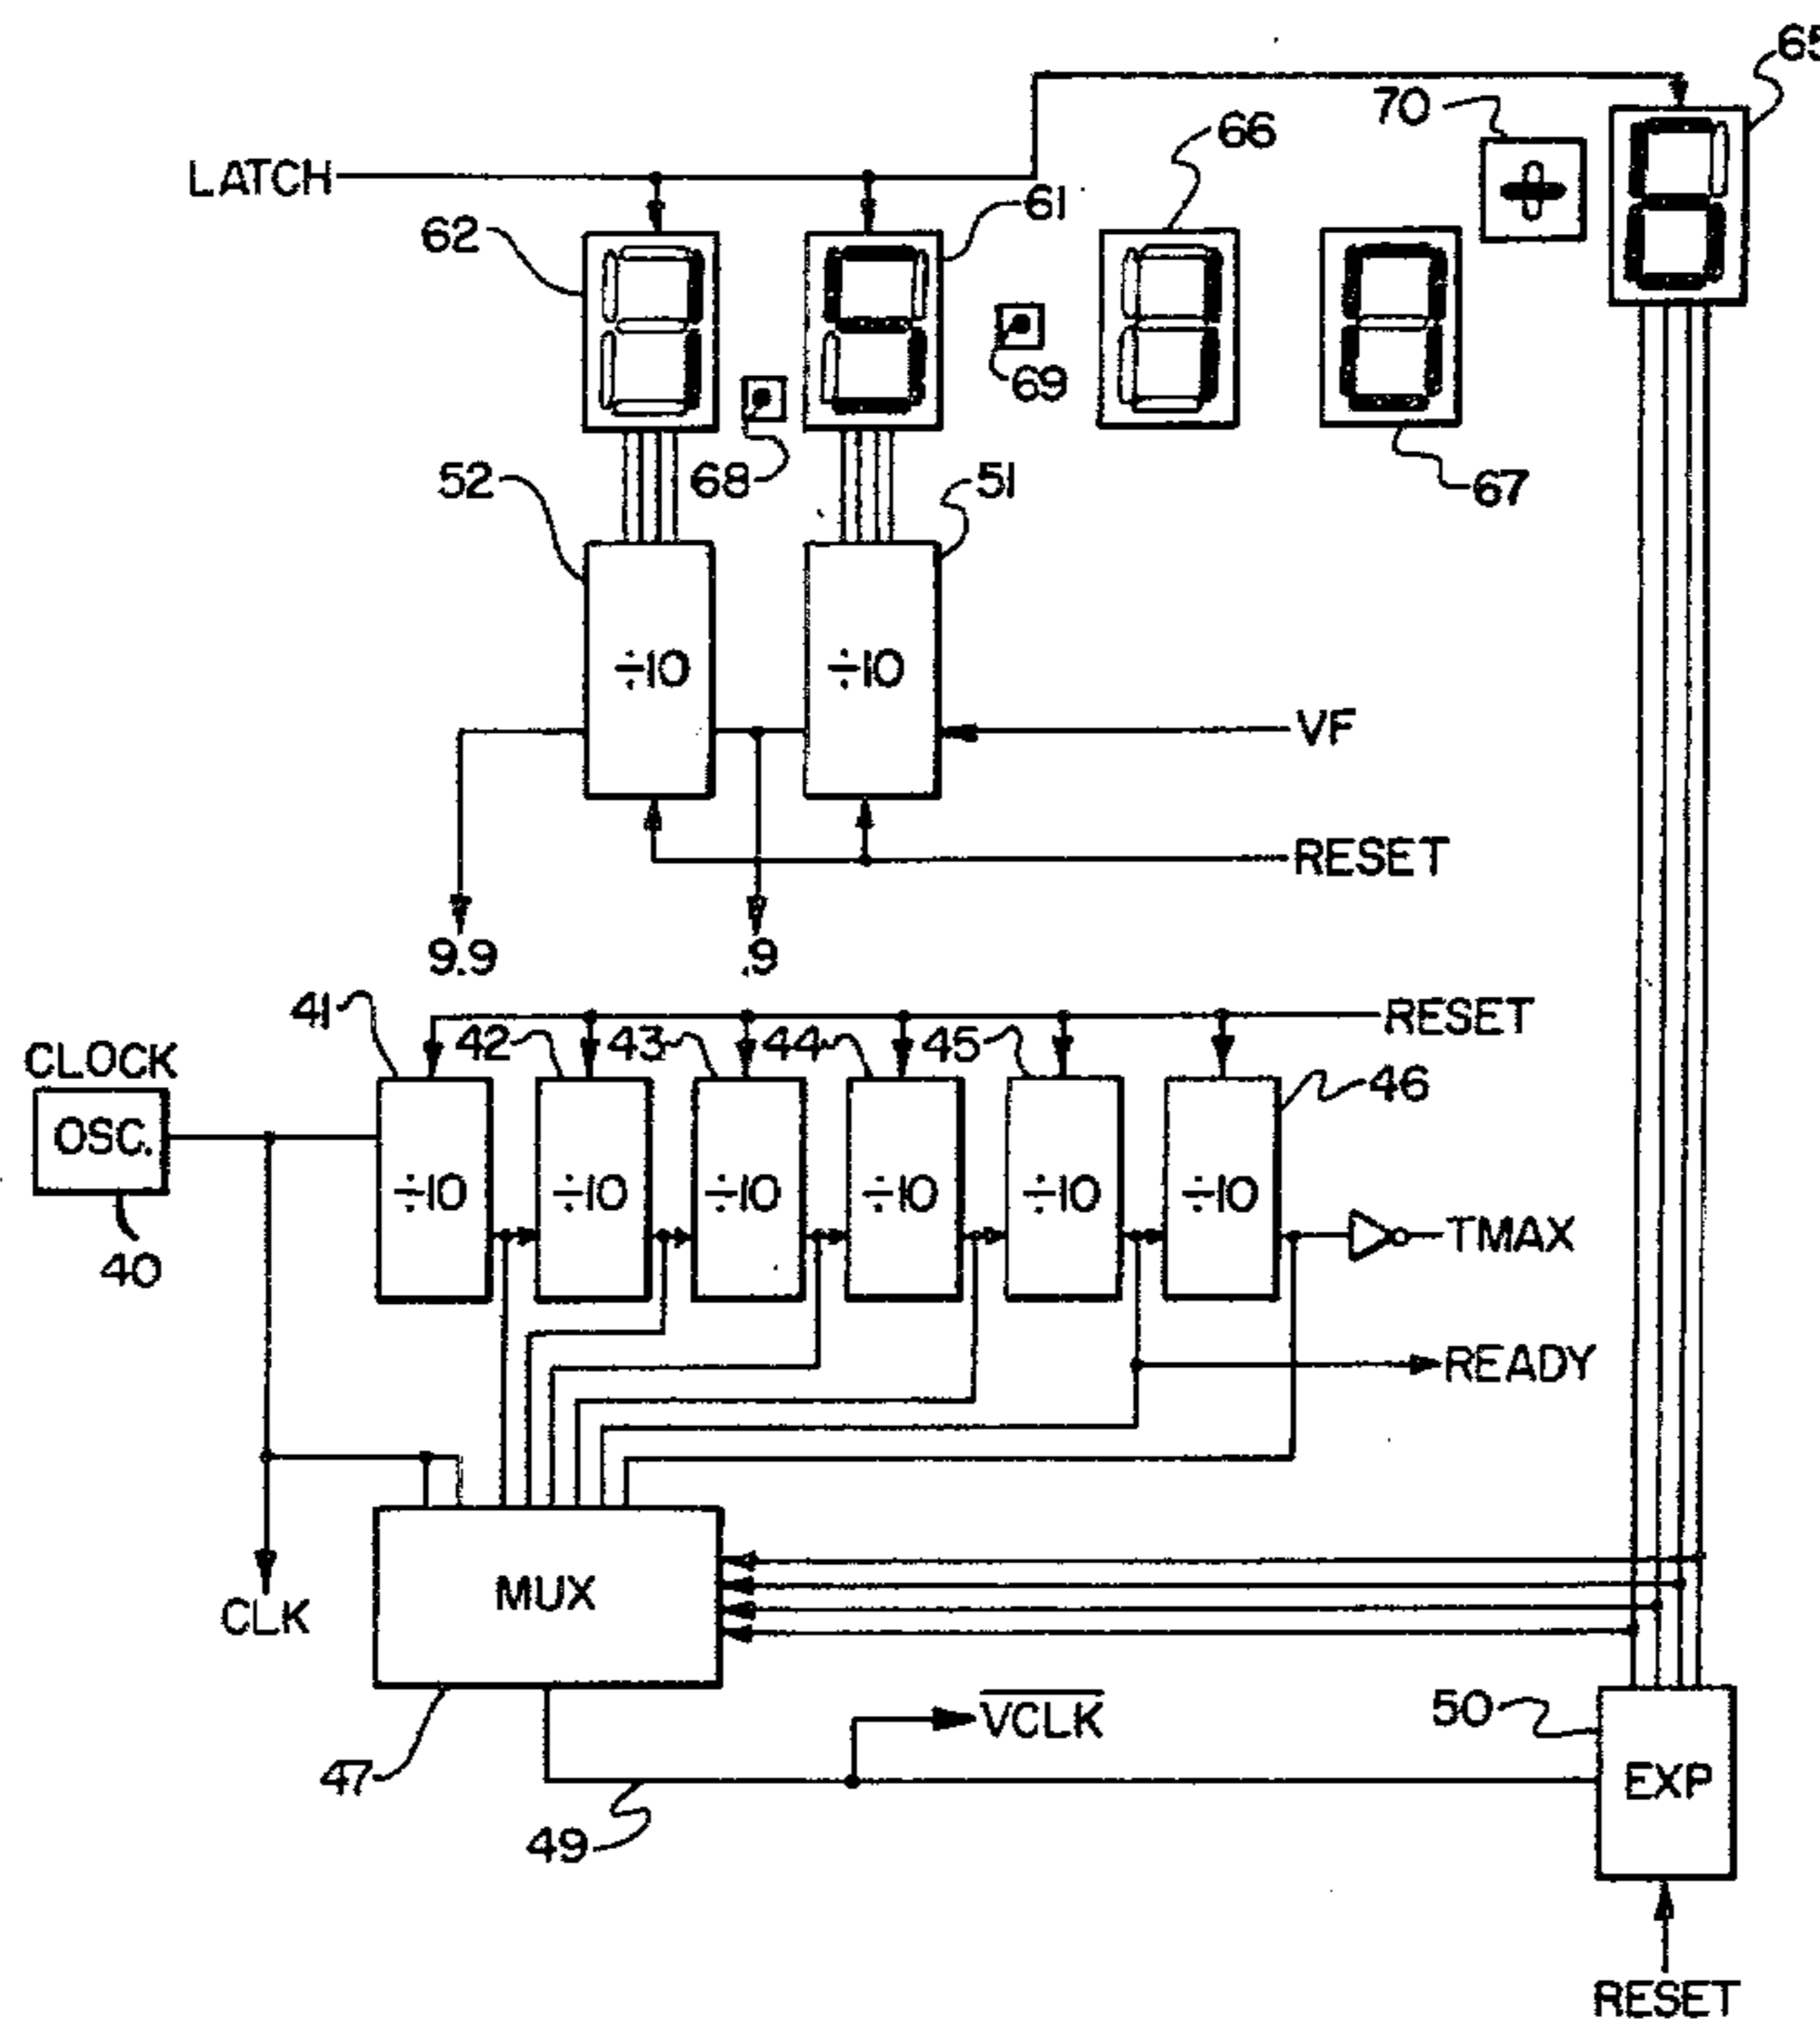 65
70
66
LATCH
61
62
69
68
67
52
51
÷10
÷10
VF
RESET
9.9
.9
41
RESET
42
43
44
45
CLOCK
46
OSC.
÷10
÷10
÷10
÷10
÷10
÷10
TMAX
40
READY
MUX
CLK
50
VCLK
47
EXP
49
RESET